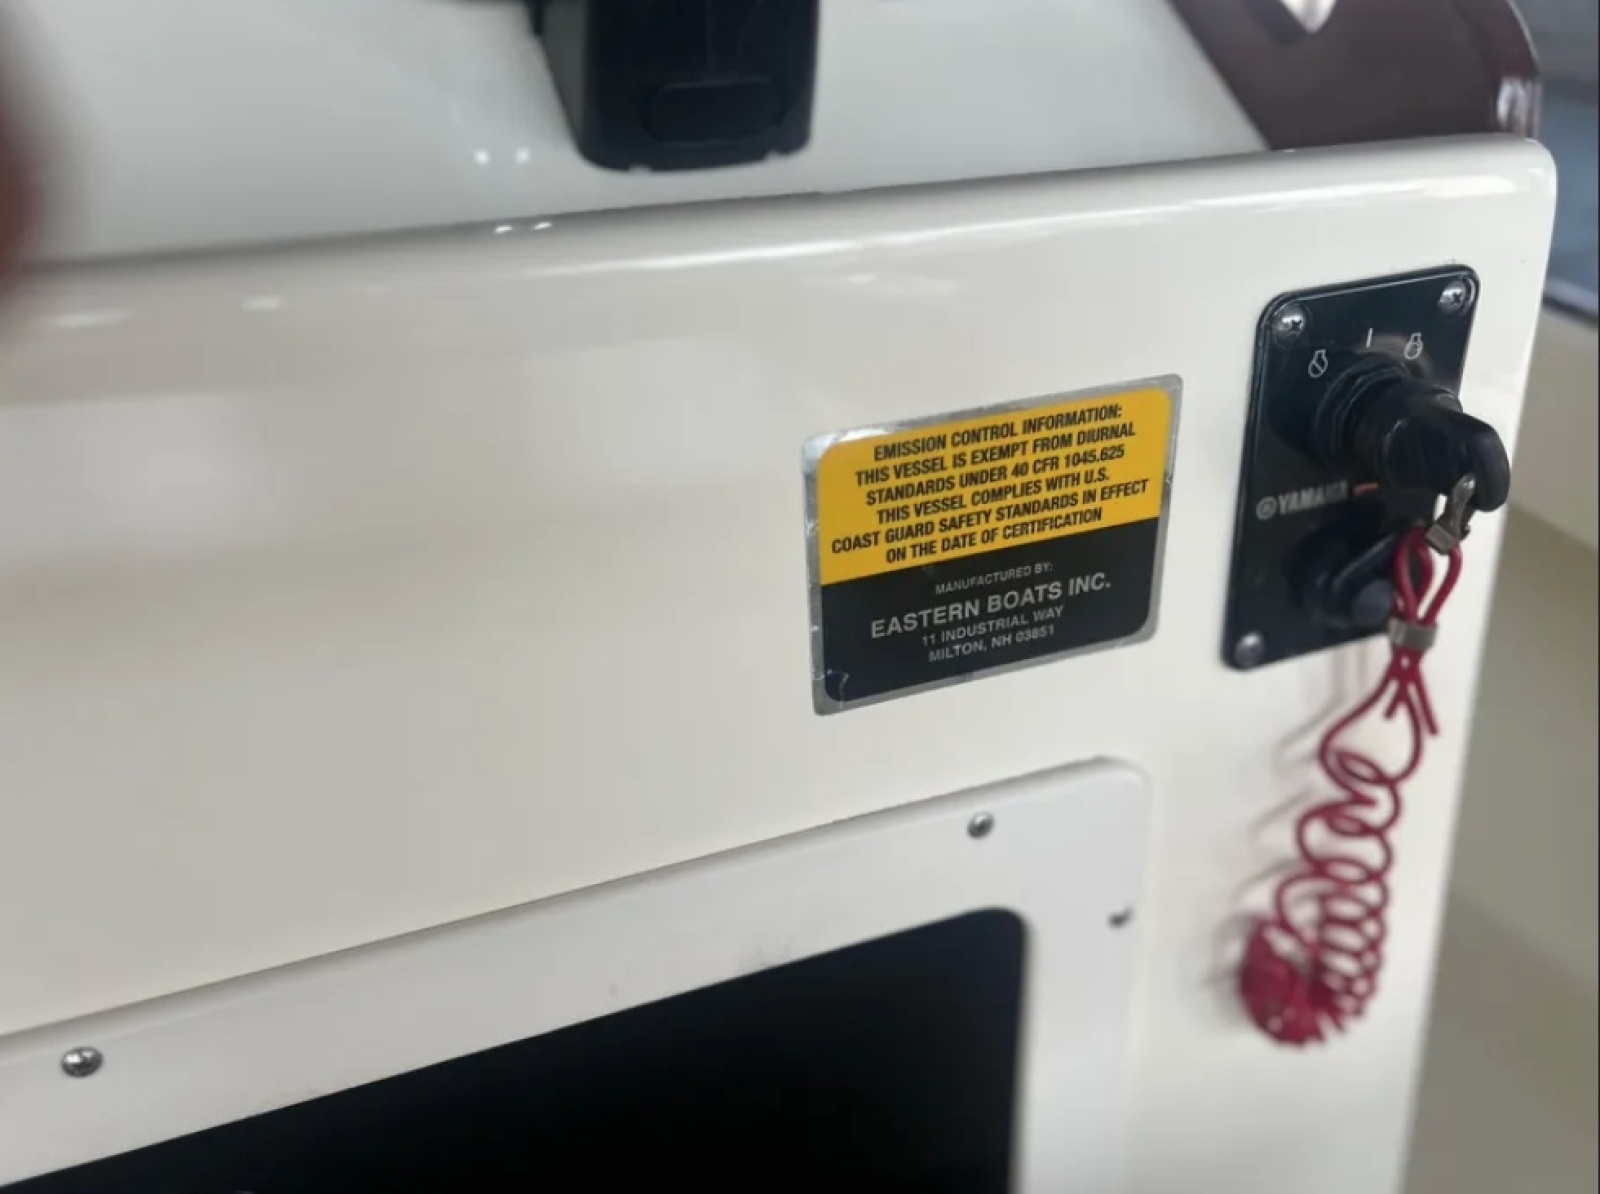 EMISSION CONTROL INFORMATION:
THIS VESSEL IS EXEMPT FROM DIURNAL
STANDARDS UNDER 40 CFR 1045.625
THIS VESSEL COMPLIES WITH U.S.
COAST GUARD SAFETY STANDARDS IN EFFECT
ON THE DATE OF CERTIFICATION
MANUFACTURED BY:
EASTERN BOATS INC.
11 INDUSTRIAL WAY
MILTON, NH 03851
YAMAHA